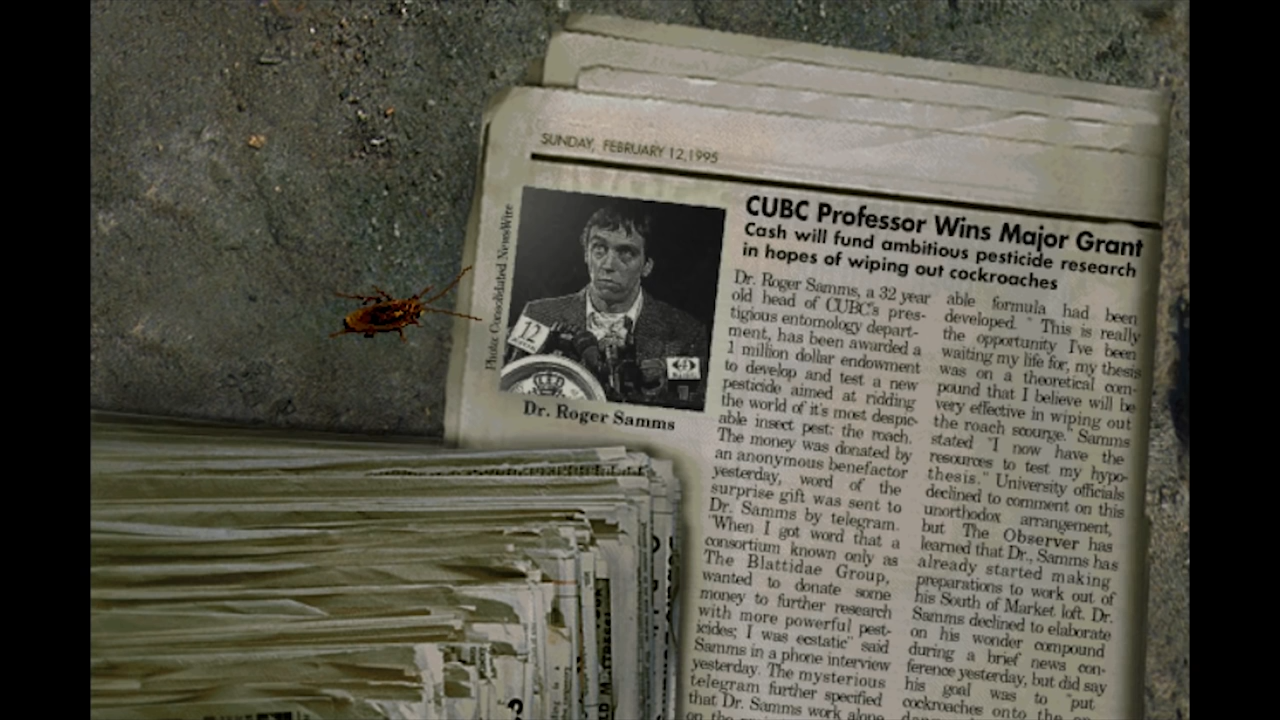 SUNDAY, FEBRUARY 12,1995
Photo: Consolidated NewsWire
12
Dr. Roger Samms
CUBC Professor Wins Major Grant
Cash will fund ambitious pesticide research
in hopes of wiping out cockroaches
Dr. Roger Samms, a 32 year
old head of CUBC's pres-
tigious entomology depart-
ment, has been awarded a
1 million dollar endowment
to develop and test a new
pesticide aimed at ridding
the world of it's most despic-
able insect pest: the roach.
The money was donated by
an anonymous benefactor
yesterday, word of the
surprise gift was sent to
Dr. Samms by telegram.
"When I got word that a
consortium known only as
The Blattidae Group,
wanted to donate some
money to further research
with more powerful pest-
icides; I was ecstatic" said
Samms in a phone interview
yesterday. The mysterious
telegram further specified
that Dr. Samms work alone
able formula had been
developed. " This is really
the opportunity I've been
waiting my life for, my thesis
was on a theoretical com-
pound that I believe will be
very effective in wiping out
the roach scourge." Samms
stated "I now have the
resources to test my hypo-
thesis." University officials
declined to comment on this
unorthodox arrangement,
but The Observer has
learned that Dr., Samms has
already started making
preparations to work out of
his South of Market loft. Dr.
Samms declined to elaborate
on his wonder compound
during a brief news con-
ference yesterday, but did say
his goal was to "put
cockroaches onto the